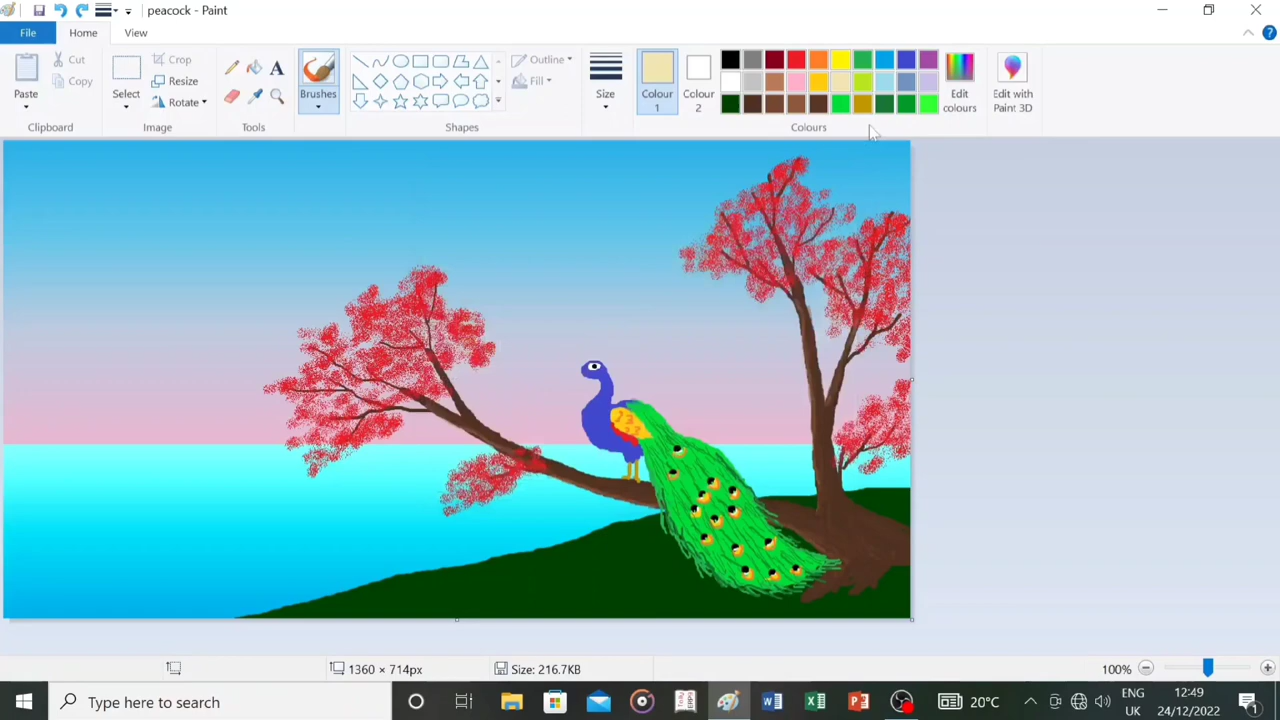 peacock - Paint
File
Home
View
Paste
Cut
Copy
Clipboard
Select
Crop
Resize
Rotate
Image
A
Tools
Brushes
Outline
Fill
Shapes
Size
Colour
1
Colour
2
Edit
colours
Colours
Edit with
Paint 3D
1360 × 714px
Size: 216.7KB
100%
Type here to search
20°C
ENG
UK
12:49
24/12/2022